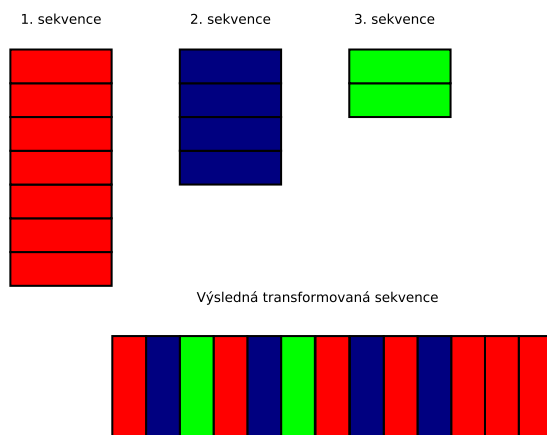 1. sekvence
2. sekvence
3. sekvence
Výsledná transformovaná sekvence